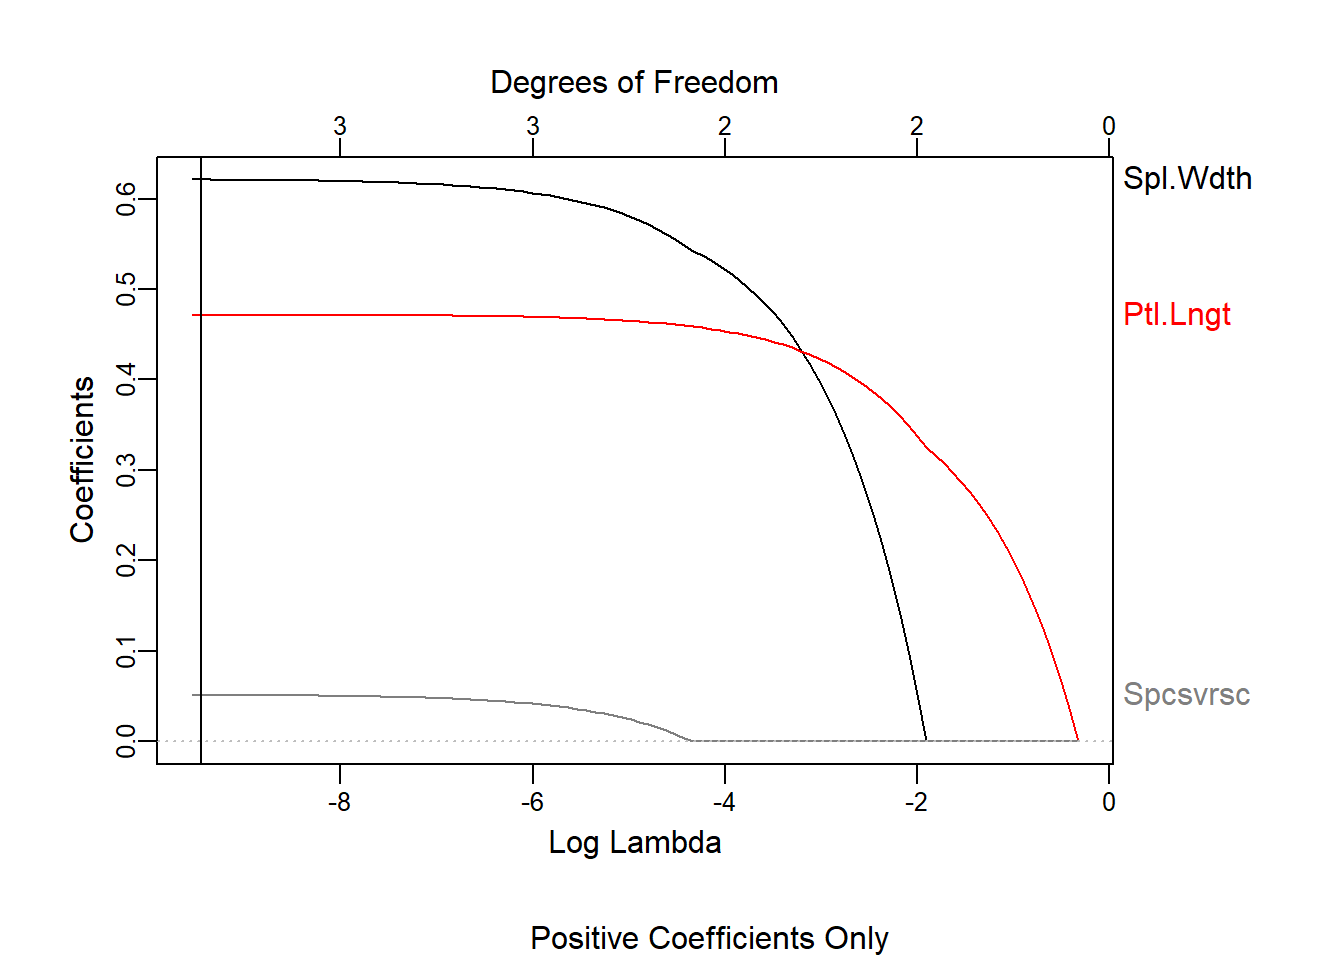 Degrees of Freedom
3 3 2 2 0
Spl.Wdth
Ptl.Lngt
Spcsvrsc
Coefficients
0.6
0.5
0.4
0.3
0.2
0.1
0.0
-8 -6 -4 -2 0
Log Lambda
Positive Coefficients Only